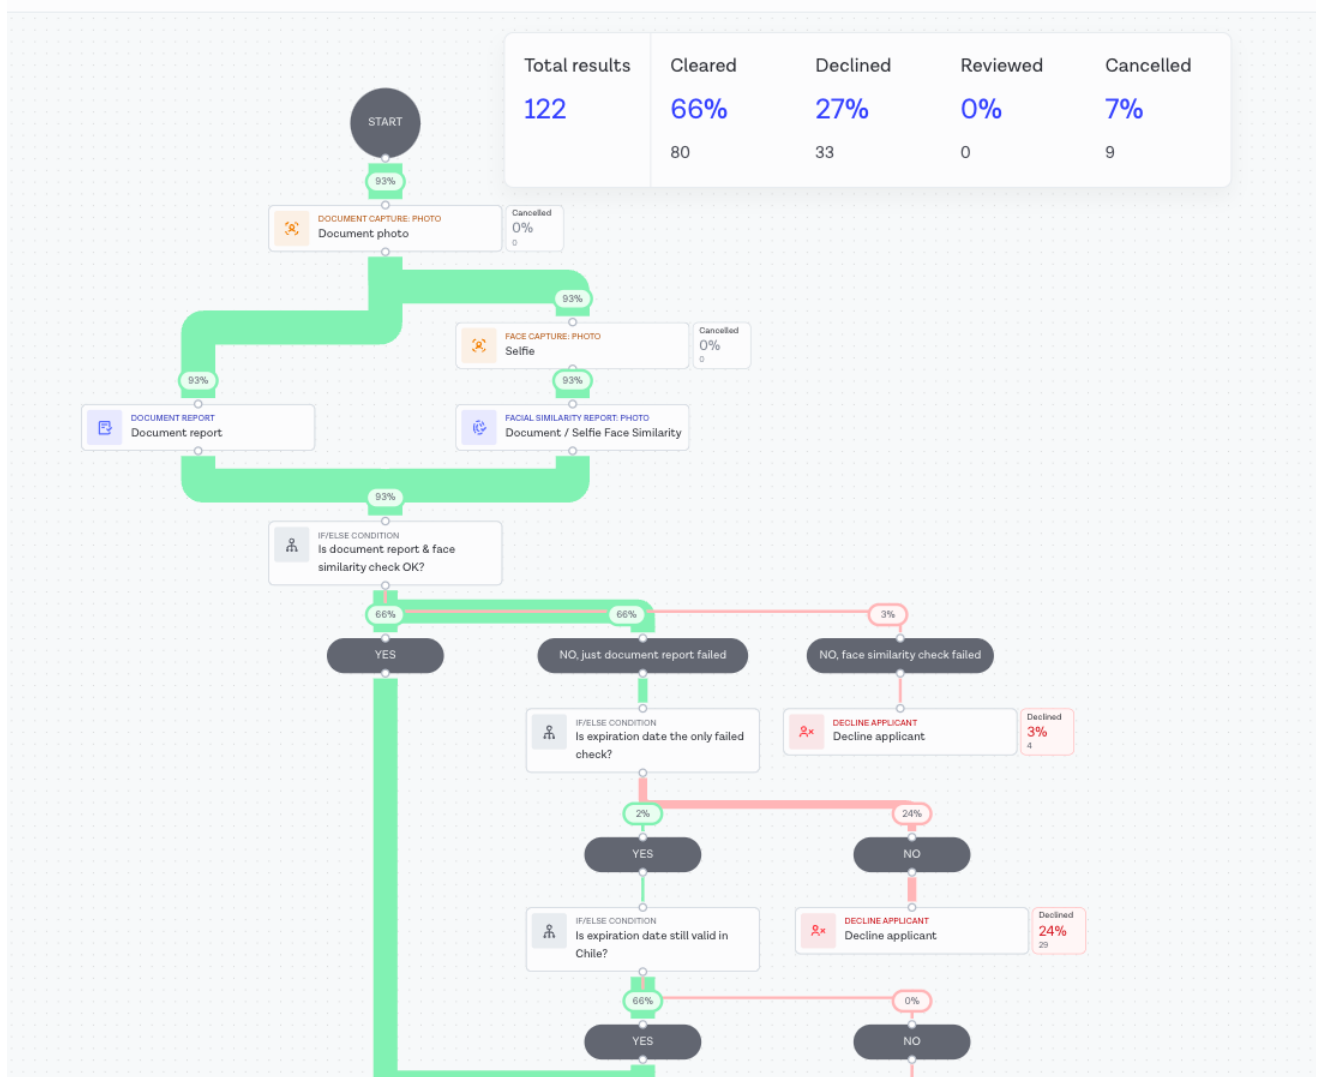 Total results
122
Cleared
66%
80
Declined
27%
33
Reviewed
0%
0
Cancelled
7%
9
START
93%
DOCUMENT CAPTURE: PHOTO
Document photo
Cancelled
0%
0
93%
FACE CAPTURE: PHOTO
Selfie
Cancelled
0%
0
93%
93%
DOCUMENT REPORT
Document report
FACIAL SIMILARITY REPORT: PHOTO
Document / Selfie Face Similarity
93%
IF/ELSE CONDITION
Is document report & face
similarity check OK?
66%
66%
3%
YES
NO, just document report failed
NO, face similarity check failed
IF/ELSE CONDITION
Is expiration date the only failed
check?
DECLINE APPLICANT
Decline applicant
Declined
3%
4
2%
24%
YES
NO
IF/ELSE CONDITION
Is expiration date still valid in
Chile?
DECLINE APPLICANT
Decline applicant
Declined
24%
29
66%
0%
YES
NO